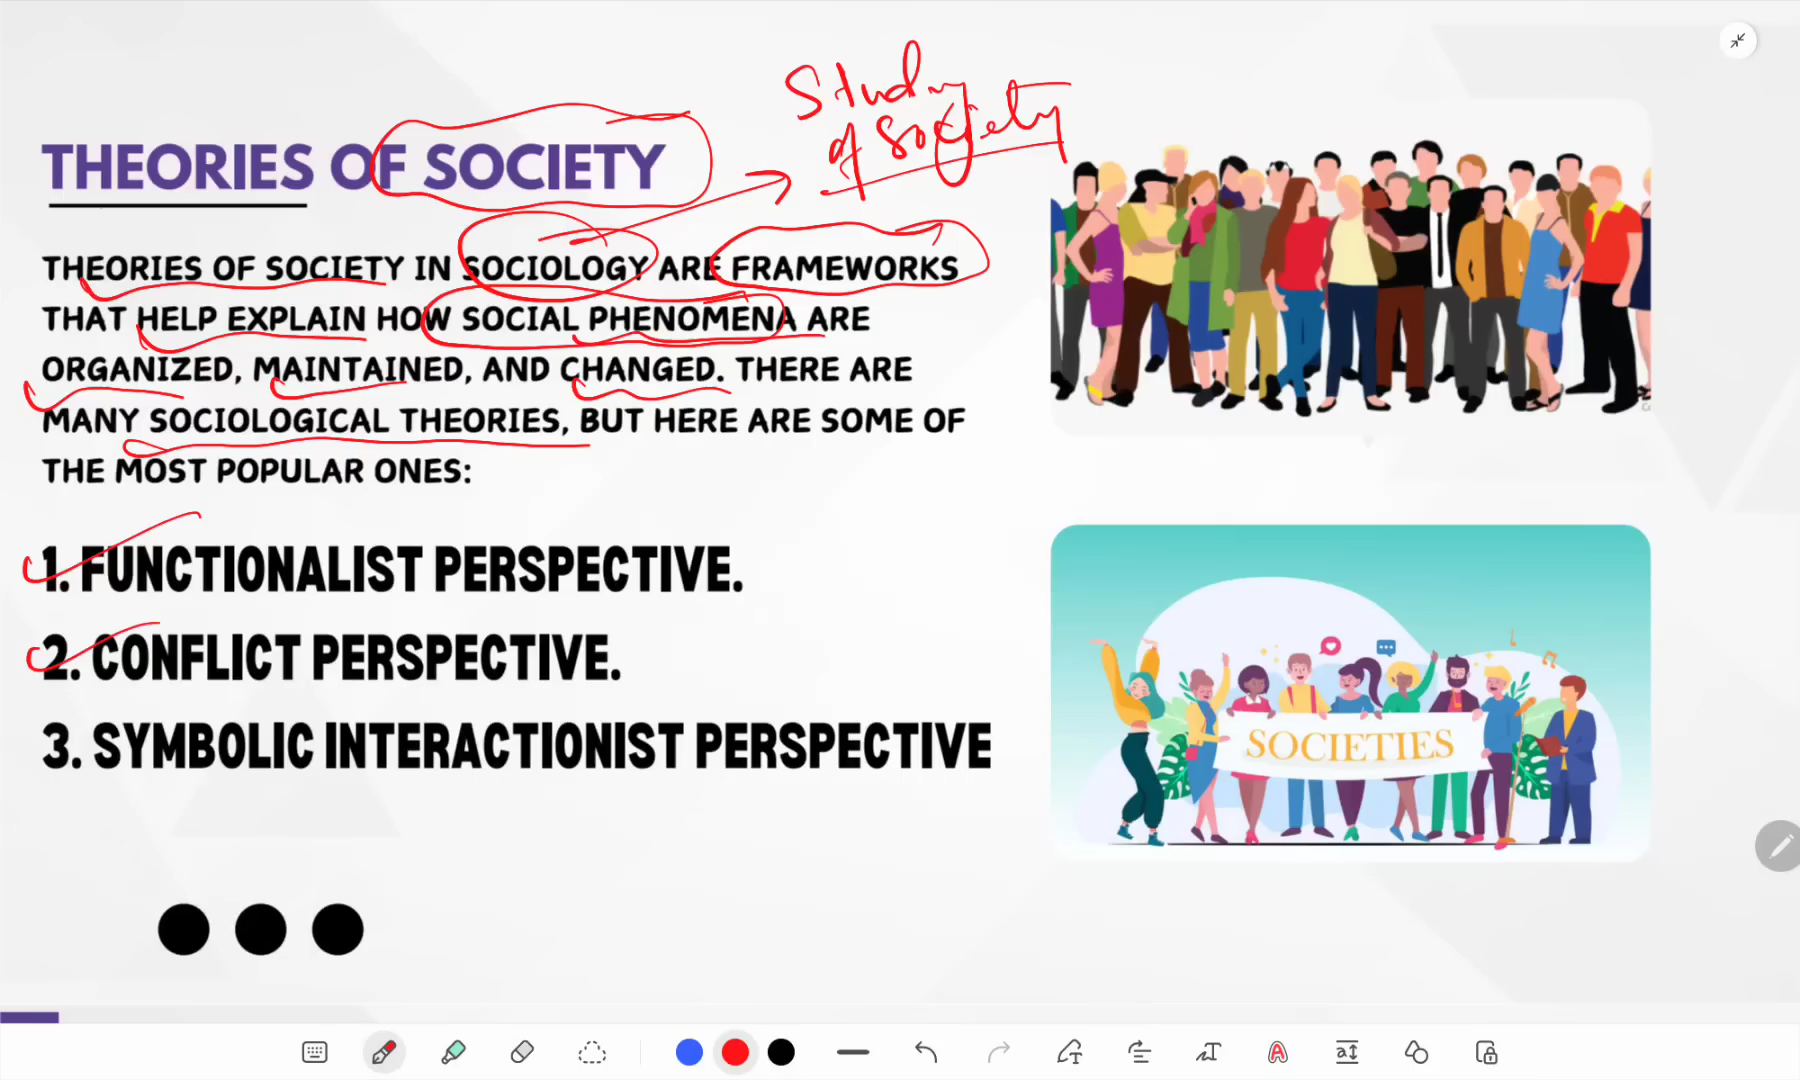 Study
of Society
THEORIES OF SOCIETY
THEORIES OF SOCIETY IN SOCIOLOGY ARE FRAMEWORKS
THAT HELP EXPLAIN HOW SOCIAL PHENOMENA ARE
ORGANIZED, MAINTAINED, AND CHANGED. THERE ARE
MANY SOCIOLOGICAL THEORIES, BUT HERE ARE SOME OF
THE MOST POPULAR ONES:
1. FUNCTIONALIST PERSPECTIVE.
2. CONFLICT PERSPECTIVE.
3. SYMBOLIC INTERACTIONIST PERSPECTIVE
SOCIETIES